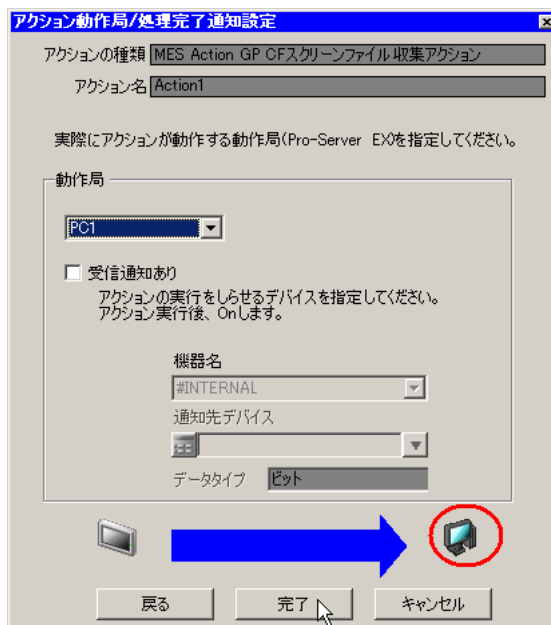 アクション動作局/処理完了通知設定
アクションの種類 MES Action GP CFスクリーンファイル収集アクション
アクション名 Action1
実際にアクションが動作する動作局(Pro-Server EX)を指定してください。
動作局
PC1
受信通知あり
アクションの実行をしらせるデバイスを指定してください。
アクション実行後、Onします。
機器名
#INTERNAL
通知先デバイス
データタイプ ビット
戻る 完了 キャンセル